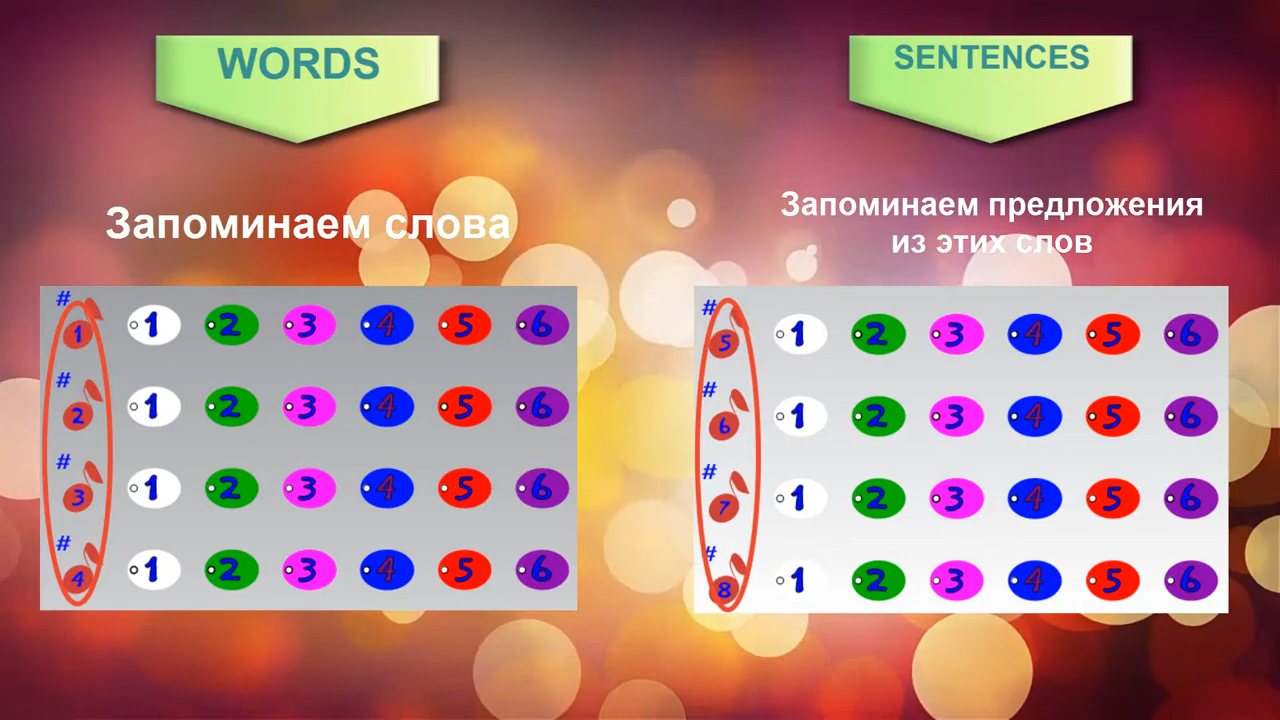 WORDS
SENTENCES
Запоминаем слова
Запоминаем предложения
из этих слов
#
1 1 2 3 4 5 6
#
2 1 2 3 4 5 6
#
3 1 2 3 4 5 6
#
4 1 2 3 4 5 6
#
5 1 2 3 4 5 6
#
6 1 2 3 4 5 6
#
7 1 2 3 4 5 6
#
8 1 2 3 4 5 6